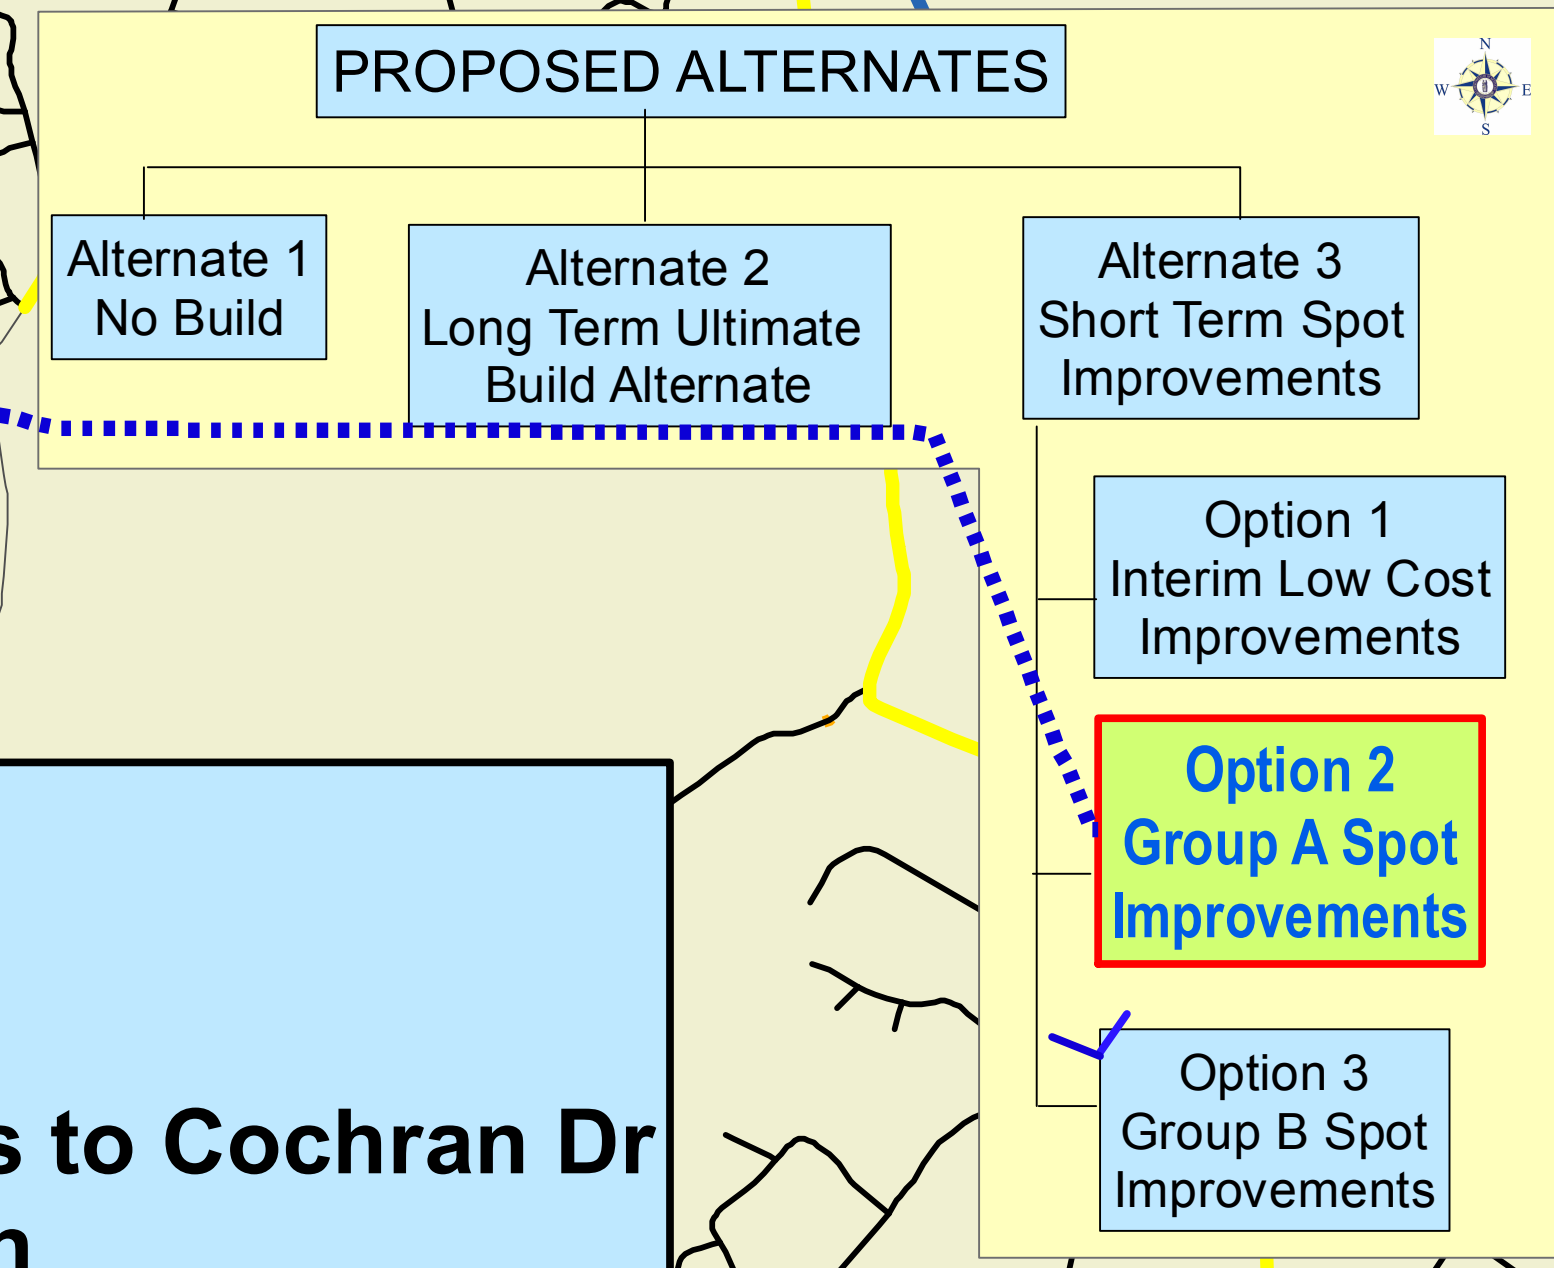 PROPOSED ALTERNATES
N
W E
S
Alternate 1
No Build
Alternate 2
Long Term Ultimate
Build Alternate
Alternate 3
Short Term Spot
Improvements
Option 1
Interim Low Cost
Improvements
Option 2
Group A Spot
Improvements
Option 3
Group B Spot
Improvements
s to Cochran Dr
n